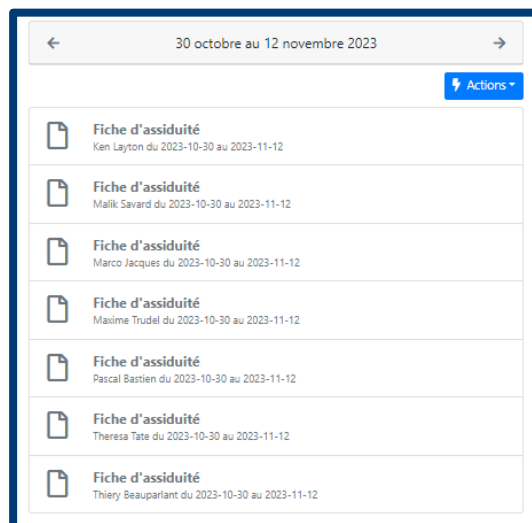 30 octobre au 12 novembre 2023
Actions
Fiche d'assiduité
Ken Layton du 2023-10-30 au 2023-11-12
Fiche d'assiduité
Malik Savard du 2023-10-30 au 2023-11-12
Fiche d'assiduité
Marco Jacques du 2023-10-30 au 2023-11-12
Fiche d'assiduité
Maxime Trudel du 2023-10-30 au 2023-11-12
Fiche d'assiduité
Pascal Bastien du 2023-10-30 au 2023-11-12
Fiche d'assiduité
Theresa Tate du 2023-10-30 au 2023-11-12
Fiche d'assiduité
Thiery Beauparlant du 2023-10-30 au 2023-11-12